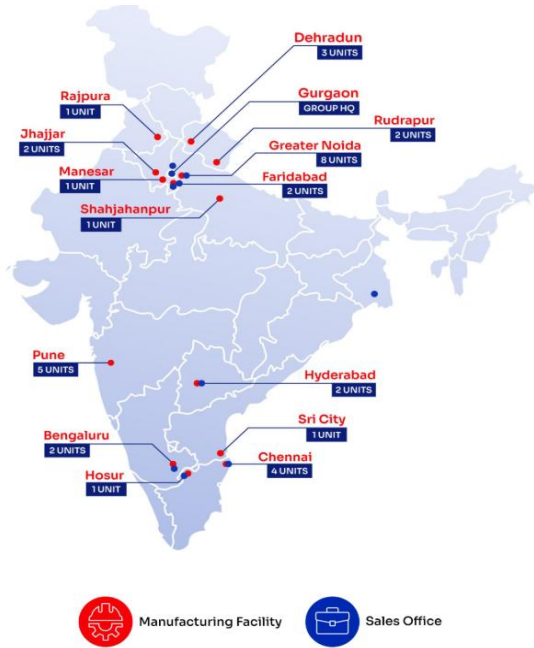 Dehradun
3 UNITS
Gurgaon
GROUP HQ
Rajpura
1 UNIT
Rudrapur
2 UNITS
Jhajjar
2 UNITS
Greater Noida
8 UNITS
Manesar
1 UNIT
Faridabad
2 UNITS
Shahjahanpur
1 UNIT
Pune
5 UNITS
Hyderabad
2 UNITS
Sri City
1 UNIT
Bengaluru
2 UNITS
Chennai
4 UNITS
Hosur
1 UNIT
Manufacturing Facility
Sales Office